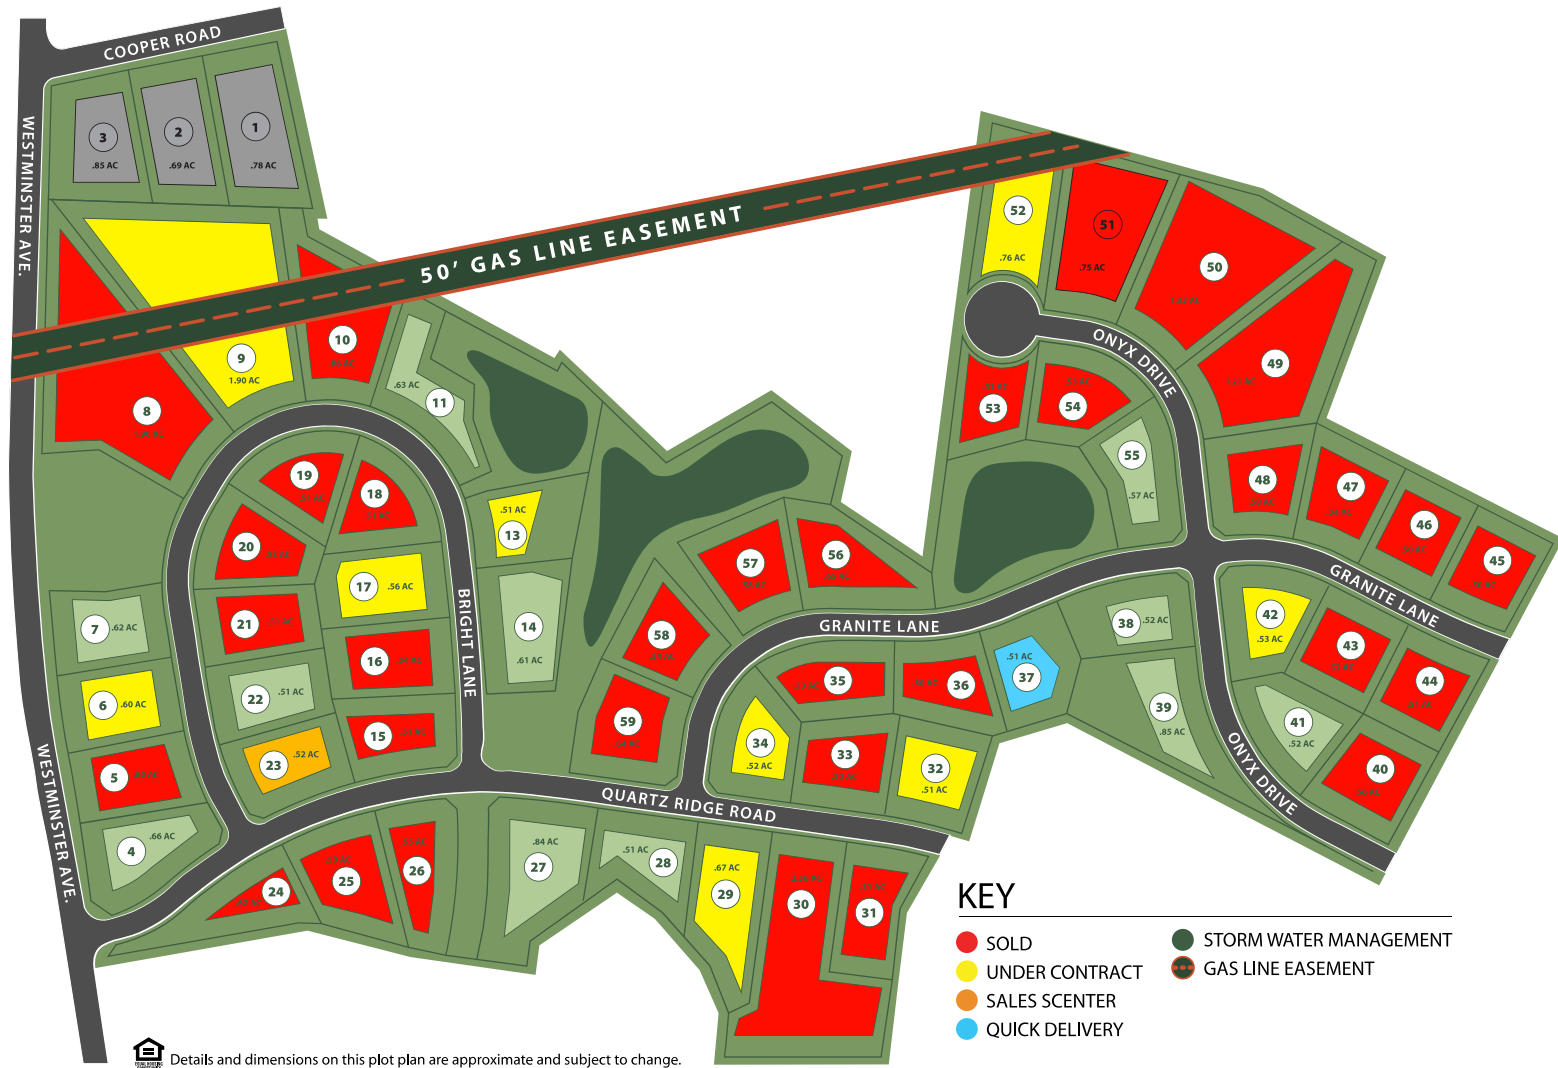 COOPER ROAD
WESTMINSTER AVE.
3
.85 AC
2
.69 AC
1
.78 AC
50' GAS LINE EASEMENT
9
1.90 AC
8
10
.63 AC
11
52
.76 AC
51
.75 AC
50
49
ONYX DRIVE
53
54
55
.57 AC
48
47
46
45
19
18
20
17
.56 AC
21
16
22
.51 AC
15
23
.52 AC
BRIGHT LANE
.51 AC
13
14
.61 AC
7
.62 AC
6
.60 AC
5
4
.66 AC
WESTMINSTER AVE.
57
56
58
59
GRANITE LANE
35
36
.51 AC
37
38
.52 AC
39
.85 AC
34
.52 AC
33
32
.51 AC
GRANITE LANE
42
.53 AC
43
44
41
.52 AC
40
ONYX DRIVE
QUARTZ RIDGE ROAD
24
25
26
.84 AC
27
.51 AC
28
.67 AC
29
30
31
KEY
SOLD
UNDER CONTRACT
SALES SCENTER
QUICK DELIVERY
STORM WATER MANAGEMENT
GAS LINE EASEMENT
Details and dimensions on this plot plan are approximate and subject to change.